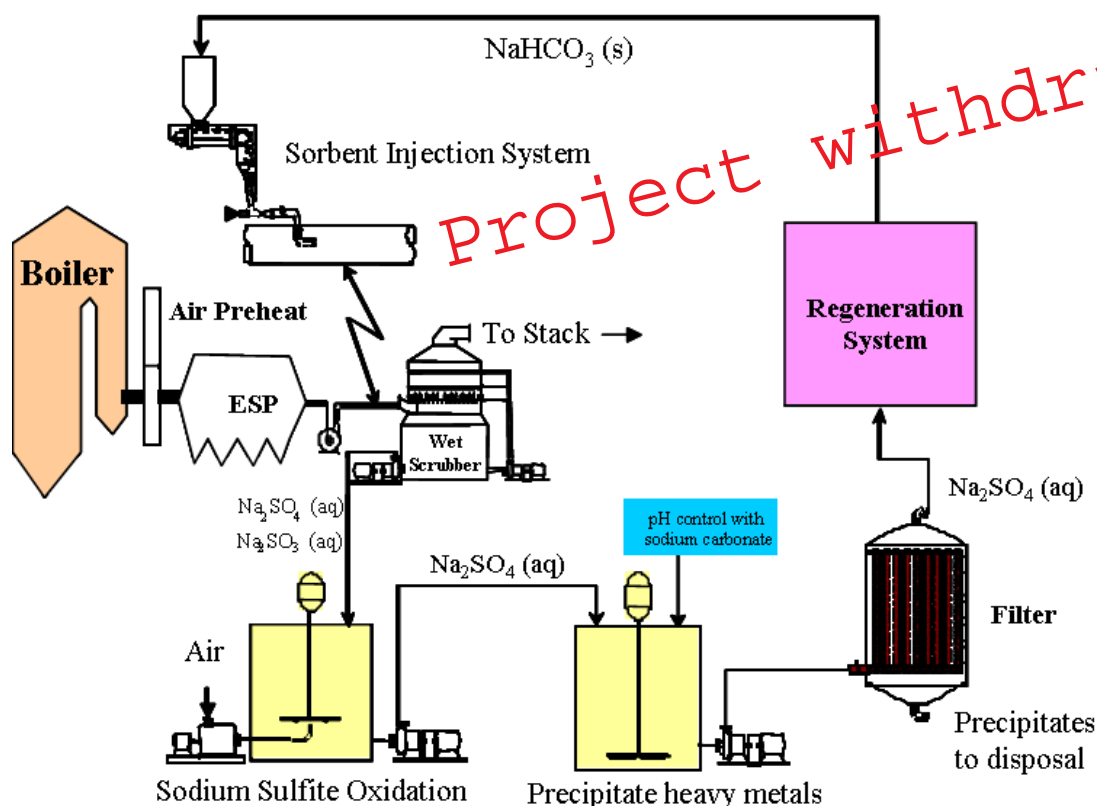 NaHCO₃ (s)
Project withdr
Sorbent Injection System
Boiler
Air Preheat
To Stack
Regeneration
System
ESP
Wet
Scrubber
Na₂SO₄ (aq)
Na₂SO₃ (aq)
pH control with
sodium carbonate
Na₂SO₄ (aq)
Na₂SO₄ (aq)
Filter
Air
Precipitates
to disposal
Sodium Sulfite Oxidation
Precipitate heavy metals